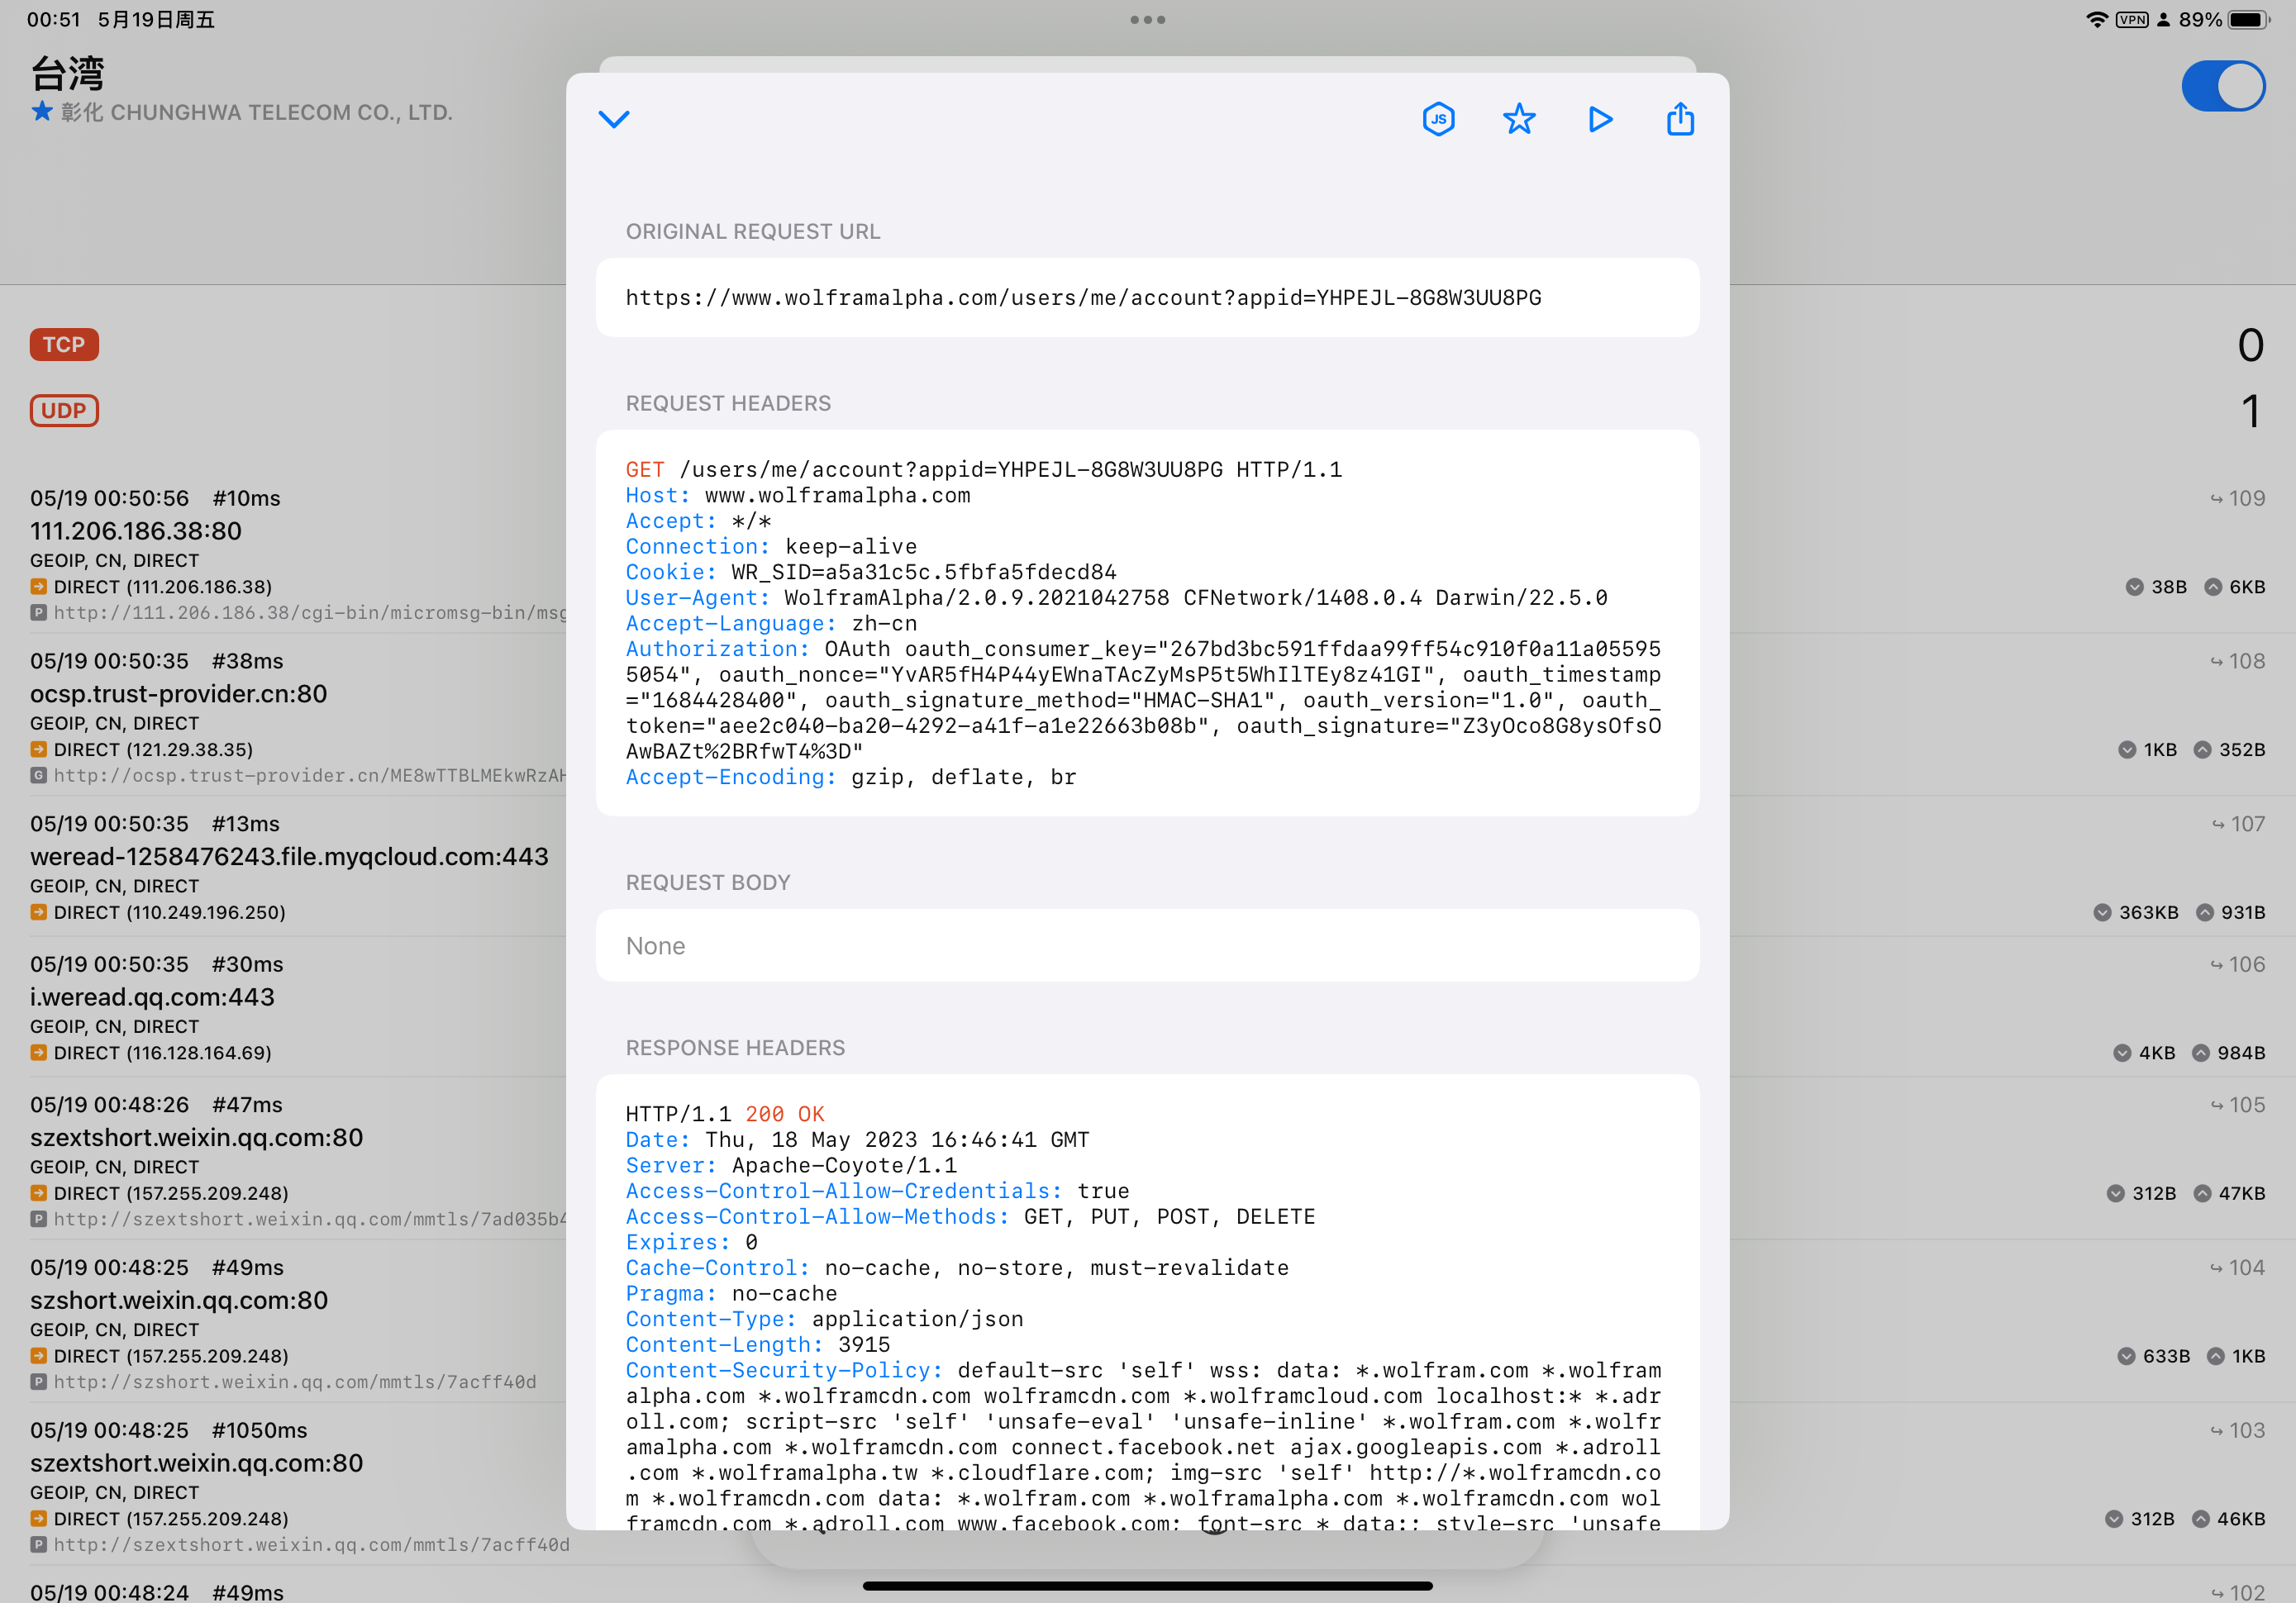 00:51 5月19日周五
VPN 89%
台湾
彰化 CHUNGHWA TELECOM CO., LTD.
TCP 0
UDP 1
05/19 00:50:56 #10ms 109
111.206.186.38:80
GEOIP, CN, DIRECT
DIRECT (111.206.186.38) 38B 6KB
P http://111.206.186.38/cgi-bin/micromsg-bin/msg
05/19 00:50:35 #38ms 108
ocsp.trust-provider.cn:80
GEOIP, CN, DIRECT
DIRECT (121.29.38.35) 1KB 352B
G http://ocsp.trust-provider.cn/ME8wTTBLMEkwRzAH
05/19 00:50:35 #13ms 107
weread-1258476243.file.myqcloud.com:443
GEOIP, CN, DIRECT
DIRECT (110.249.196.250) 363KB 931B
05/19 00:50:35 #30ms 106
i.weread.qq.com:443
GEOIP, CN, DIRECT
DIRECT (116.128.164.69) 4KB 984B
05/19 00:48:26 #47ms 105
szextshort.weixin.qq.com:80
GEOIP, CN, DIRECT
DIRECT (157.255.209.248) 312B 47KB
P http://szextshort.weixin.qq.com/mmtls/7ad035b4
05/19 00:48:25 #49ms 104
szshort.weixin.qq.com:80
GEOIP, CN, DIRECT
DIRECT (157.255.209.248) 633B 1KB
P http://szshort.weixin.qq.com/mmtls/7acff40d
05/19 00:48:25 #1050ms 103
szextshort.weixin.qq.com:80
GEOIP, CN, DIRECT
DIRECT (157.255.209.248) 312B 46KB
P http://szextshort.weixin.qq.com/mmtls/7acff40d
05/19 00:48:24 #49ms 102
JS
ORIGINAL REQUEST URL
https://www.wolframalpha.com/users/me/account?appid=YHPEJL-8G8W3UU8PG
REQUEST HEADERS
GET /users/me/account?appid=YHPEJL-8G8W3UU8PG HTTP/1.1
Host: www.wolframalpha.com
Accept: */*
Connection: keep-alive
Cookie: WR_SID=a5a31c5c.5fbfa5fdecd84
User-Agent: WolframAlpha/2.0.9.2021042758 CFNetwork/1408.0.4 Darwin/22.5.0
Accept-Language: zh-cn
Authorization: OAuth oauth_consumer_key="267bd3bc591ffdaa99ff54c910f0a11a05595
5054", oauth_nonce="YvAR5fH4P44yEWnaTAcZyMsP5t5WhIlTEy8z41GI", oauth_timestamp
="1684428400", oauth_signature_method="HMAC-SHA1", oauth_version="1.0", oauth_
token="aee2c040-ba20-4292-a41f-a1e22663b08b", oauth_signature="Z3yOco8G8ysOfsO
AwBAZt%2BRfwT4%3D"
Accept-Encoding: gzip, deflate, br
REQUEST BODY
None
RESPONSE HEADERS
HTTP/1.1 200 OK
Date: Thu, 18 May 2023 16:46:41 GMT
Server: Apache-Coyote/1.1
Access-Control-Allow-Credentials: true
Access-Control-Allow-Methods: GET, PUT, POST, DELETE
Expires: 0
Cache-Control: no-cache, no-store, must-revalidate
Pragma: no-cache
Content-Type: application/json
Content-Length: 3915
Content-Security-Policy: default-src 'self' wss: data: *.wolfram.com *.wolfram
alpha.com *.wolframcdn.com wolframcdn.com *.wolframcloud.com localhost:* *.adr
oll.com; script-src 'self' 'unsafe-eval' 'unsafe-inline' *.wolfram.com *.wolfr
amalpha.com *.wolframcdn.com connect.facebook.net ajax.googleapis.com *.adroll
.com *.wolframalpha.tw *.cloudflare.com; img-src 'self' http://*.wolframcdn.co
m *.wolframcdn.com data: *.wolfram.com *.wolframalpha.com *.wolframcdn.com wol
framcdn.com *.adroll.com www.facebook.com; font-src * data:; style-src 'unsafe